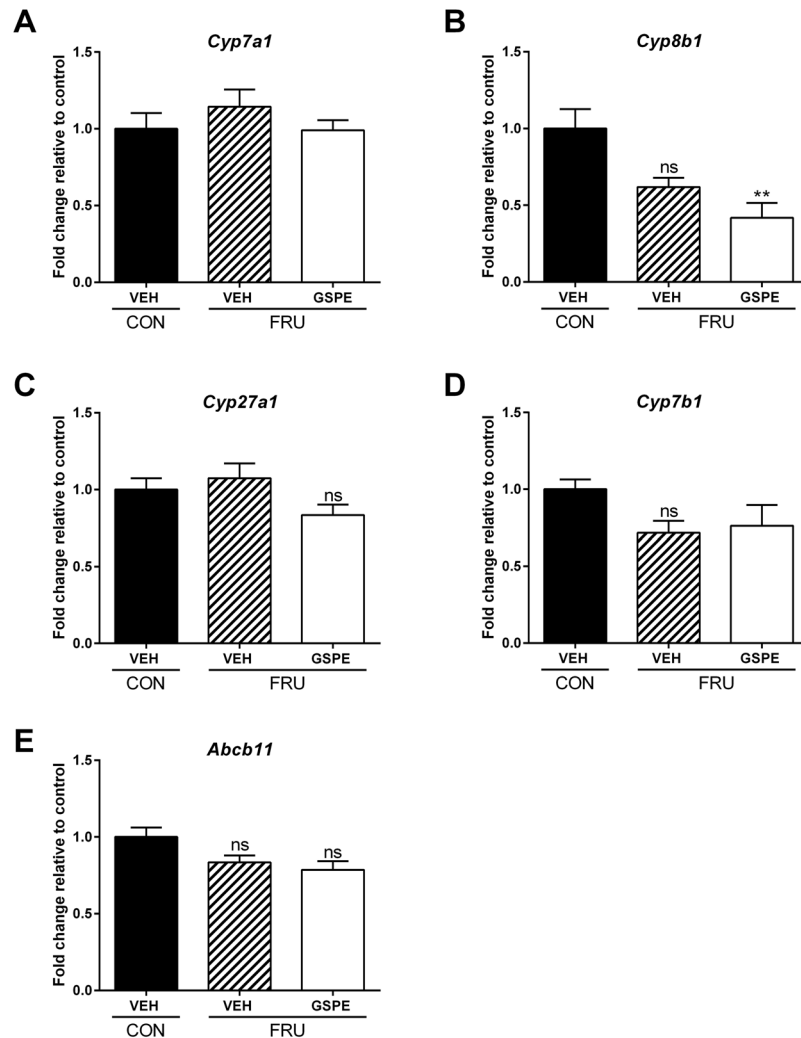 A
Cyp7a1
Fold change relative to control
1.5
1.0
0.5
0.0
VEH VEH GSPE
CON FRU
B
Cyp8b1
Fold change relative to control
1.5
1.0
0.5
0.0
ns
**
VEH VEH GSPE
CON FRU
C
Cyp27a1
Fold change relative to control
1.5
1.0
0.5
0.0
ns
VEH VEH GSPE
CON FRU
D
Cyp7b1
Fold change relative to control
1.5
1.0
0.5
0.0
ns
VEH VEH GSPE
CON FRU
E
Abcb11
Fold change relative to control
1.5
1.0
0.5
0.0
ns ns
VEH VEH GSPE
CON FRU